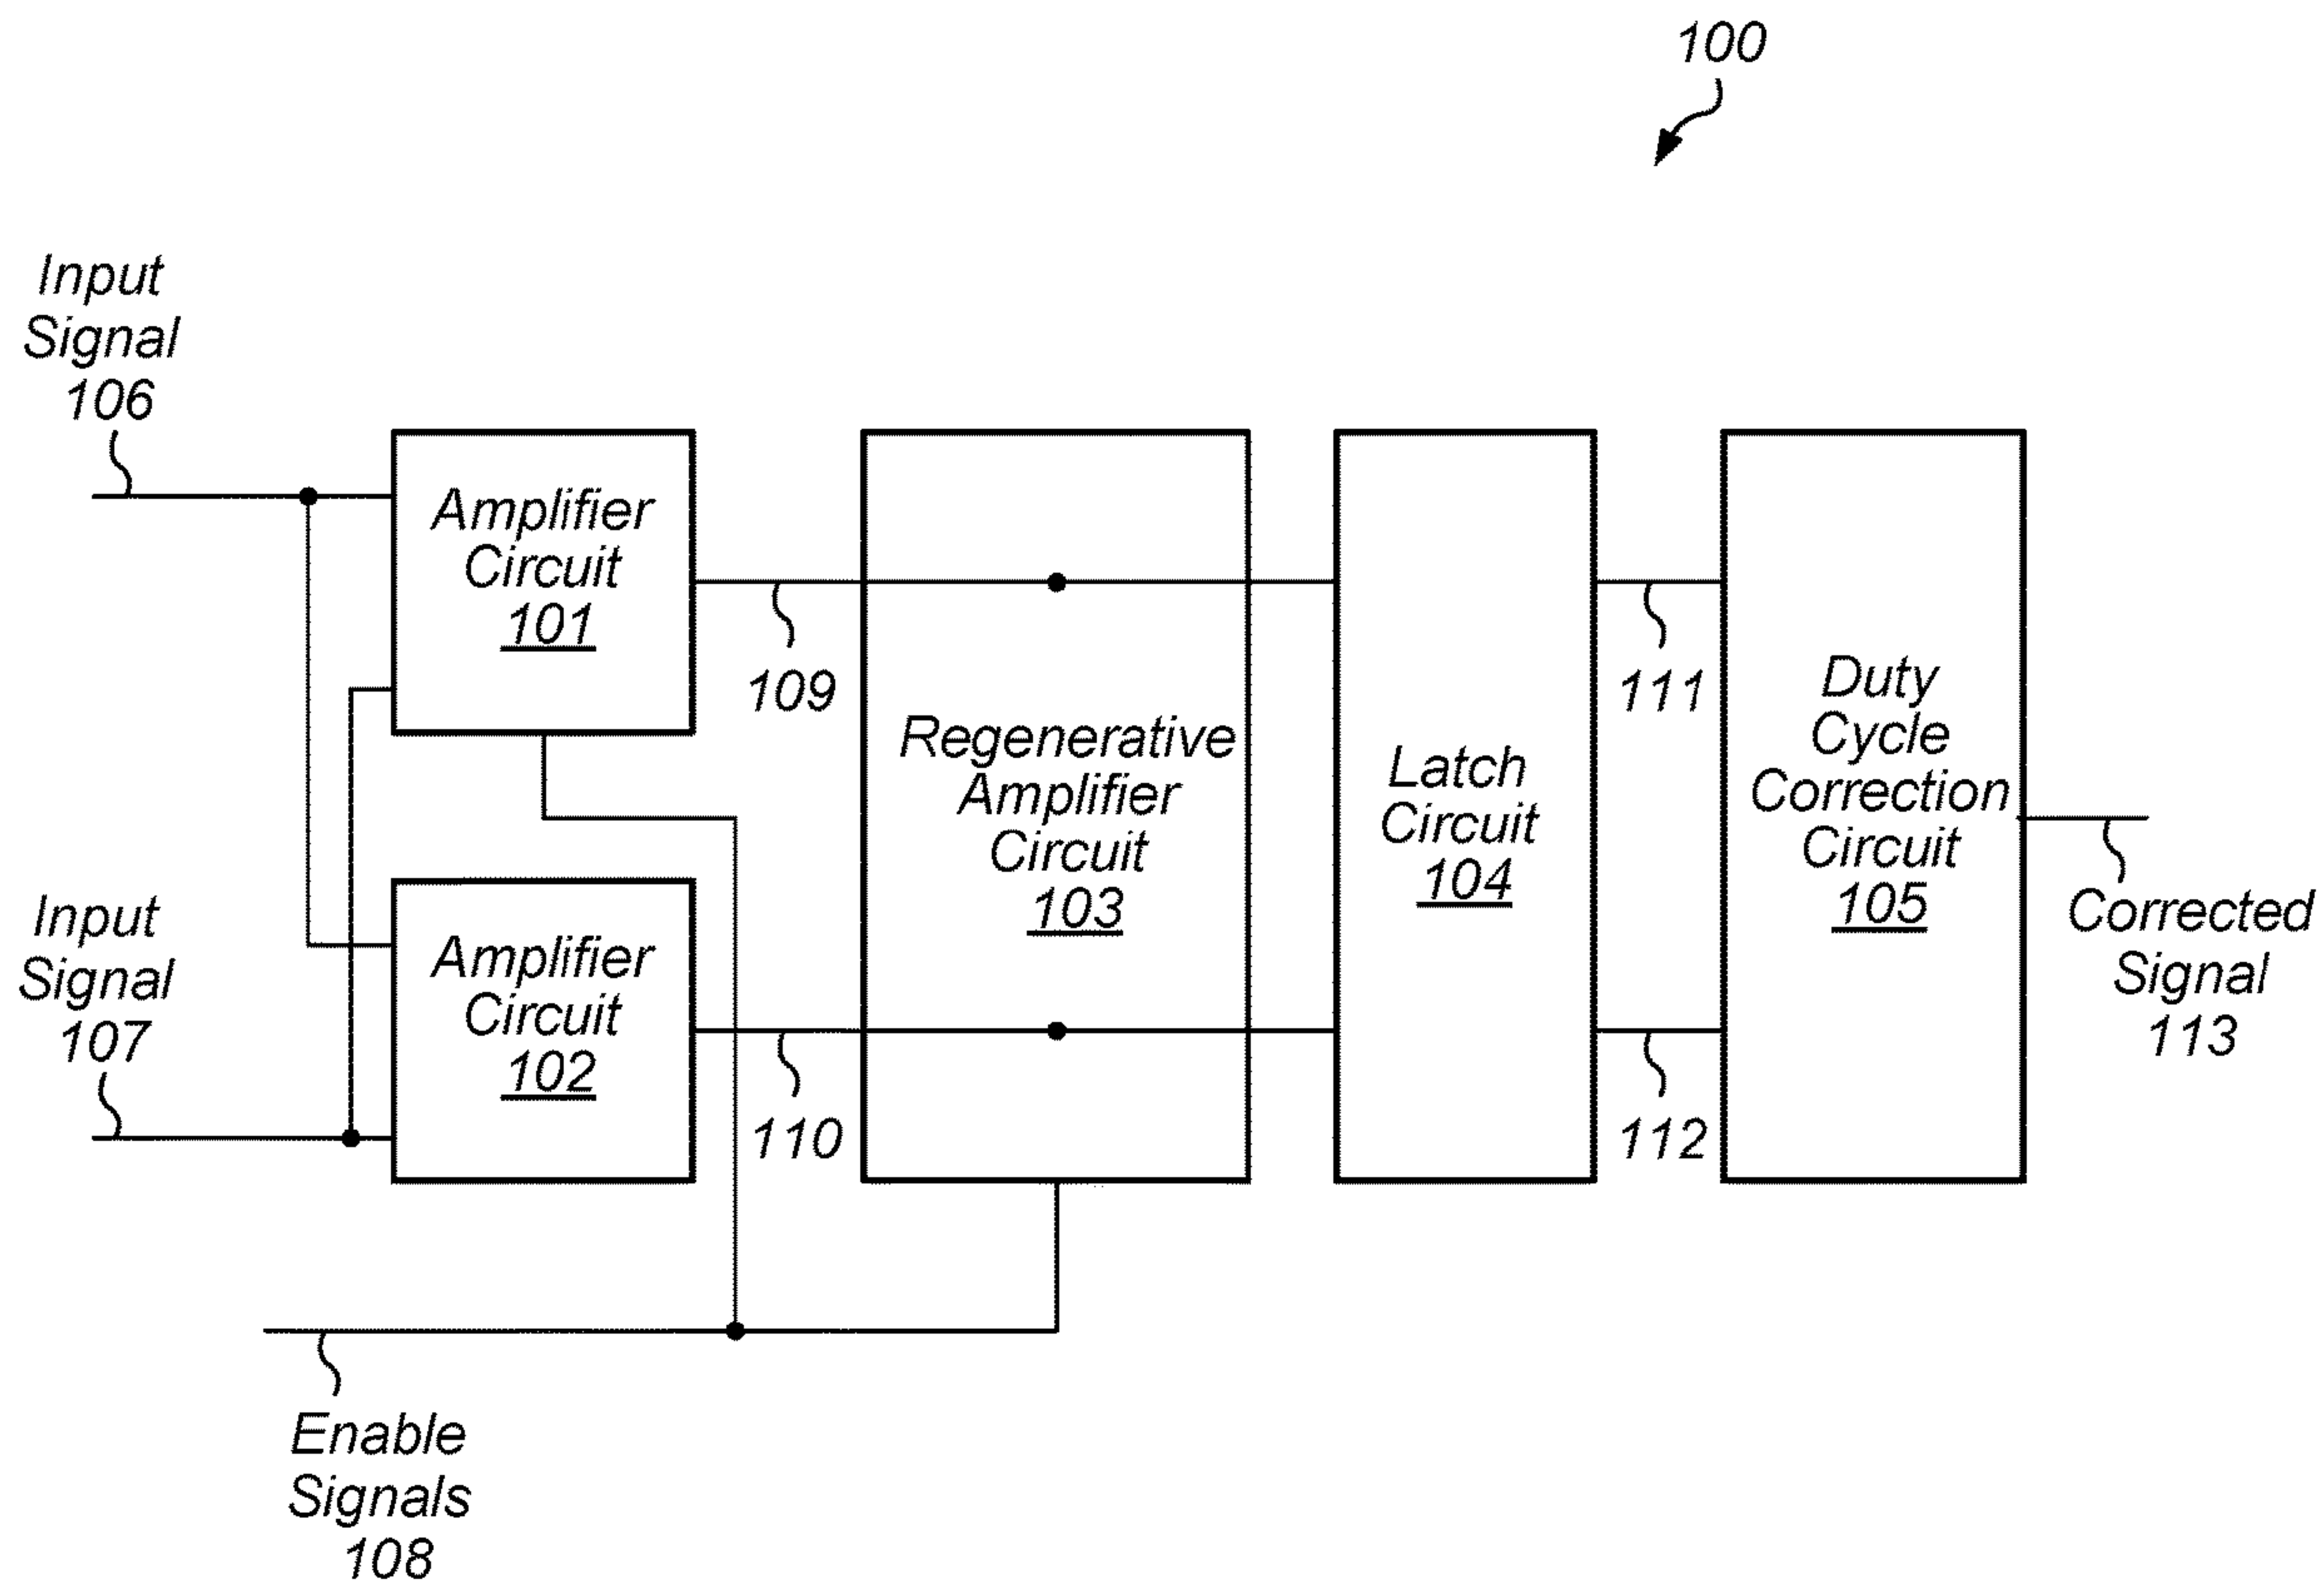 100
Input
Signal
106
Amplifier
Circuit
101
109
Regenerative
Amplifier
Circuit
103
Latch
Circuit
104
111
Duty
Cycle
Correction
Circuit
105
Corrected
Signal
113
Input
Signal
107
Amplifier
Circuit
102
110
112
Enable
Signals
108